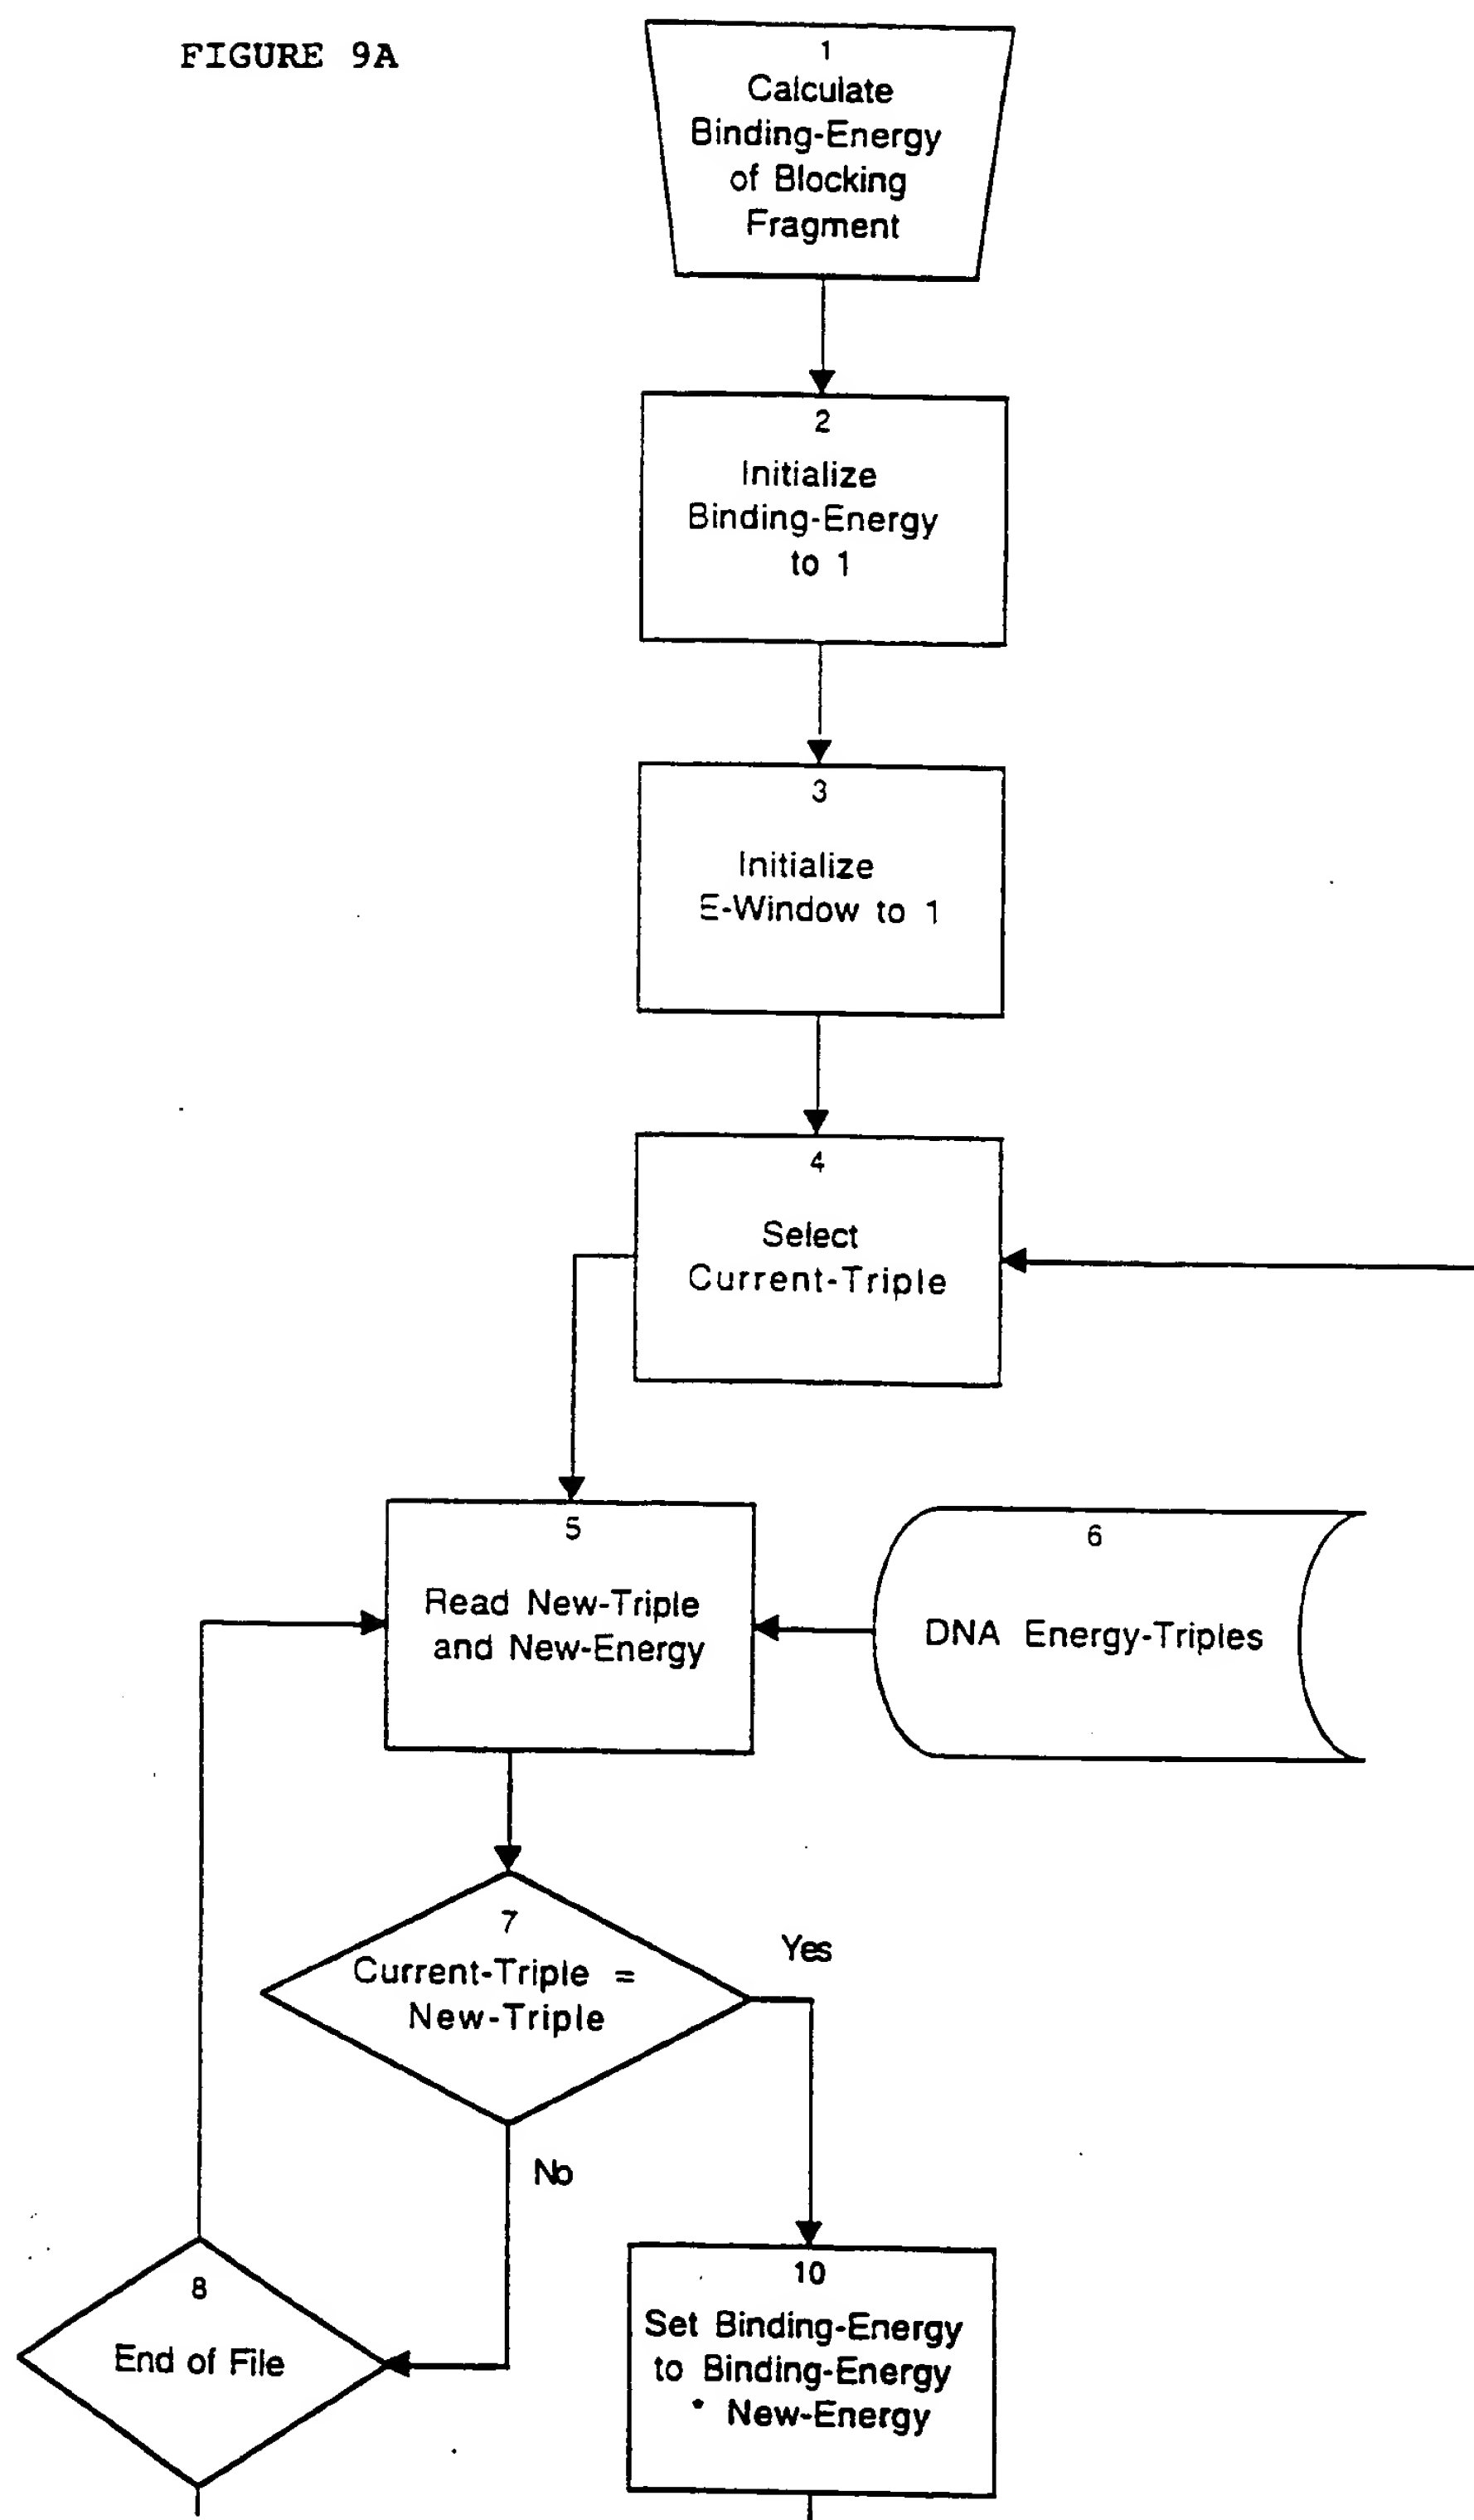 FIGURE 9A
1
Calculate
Binding-Energy
of Blocking
Fragment
2
Initialize
Binding-Energy
to 1
3
Initialize
E-Window to 1
4
Select
Current-Triple
5
Read New-Triple
and New-Energy
6
DNA Energy-Triples
7
Current-Triple =
New-Triple
Yes
No
8
End of File
10
Set Binding-Energy
to Binding-Energy
* New-Energy